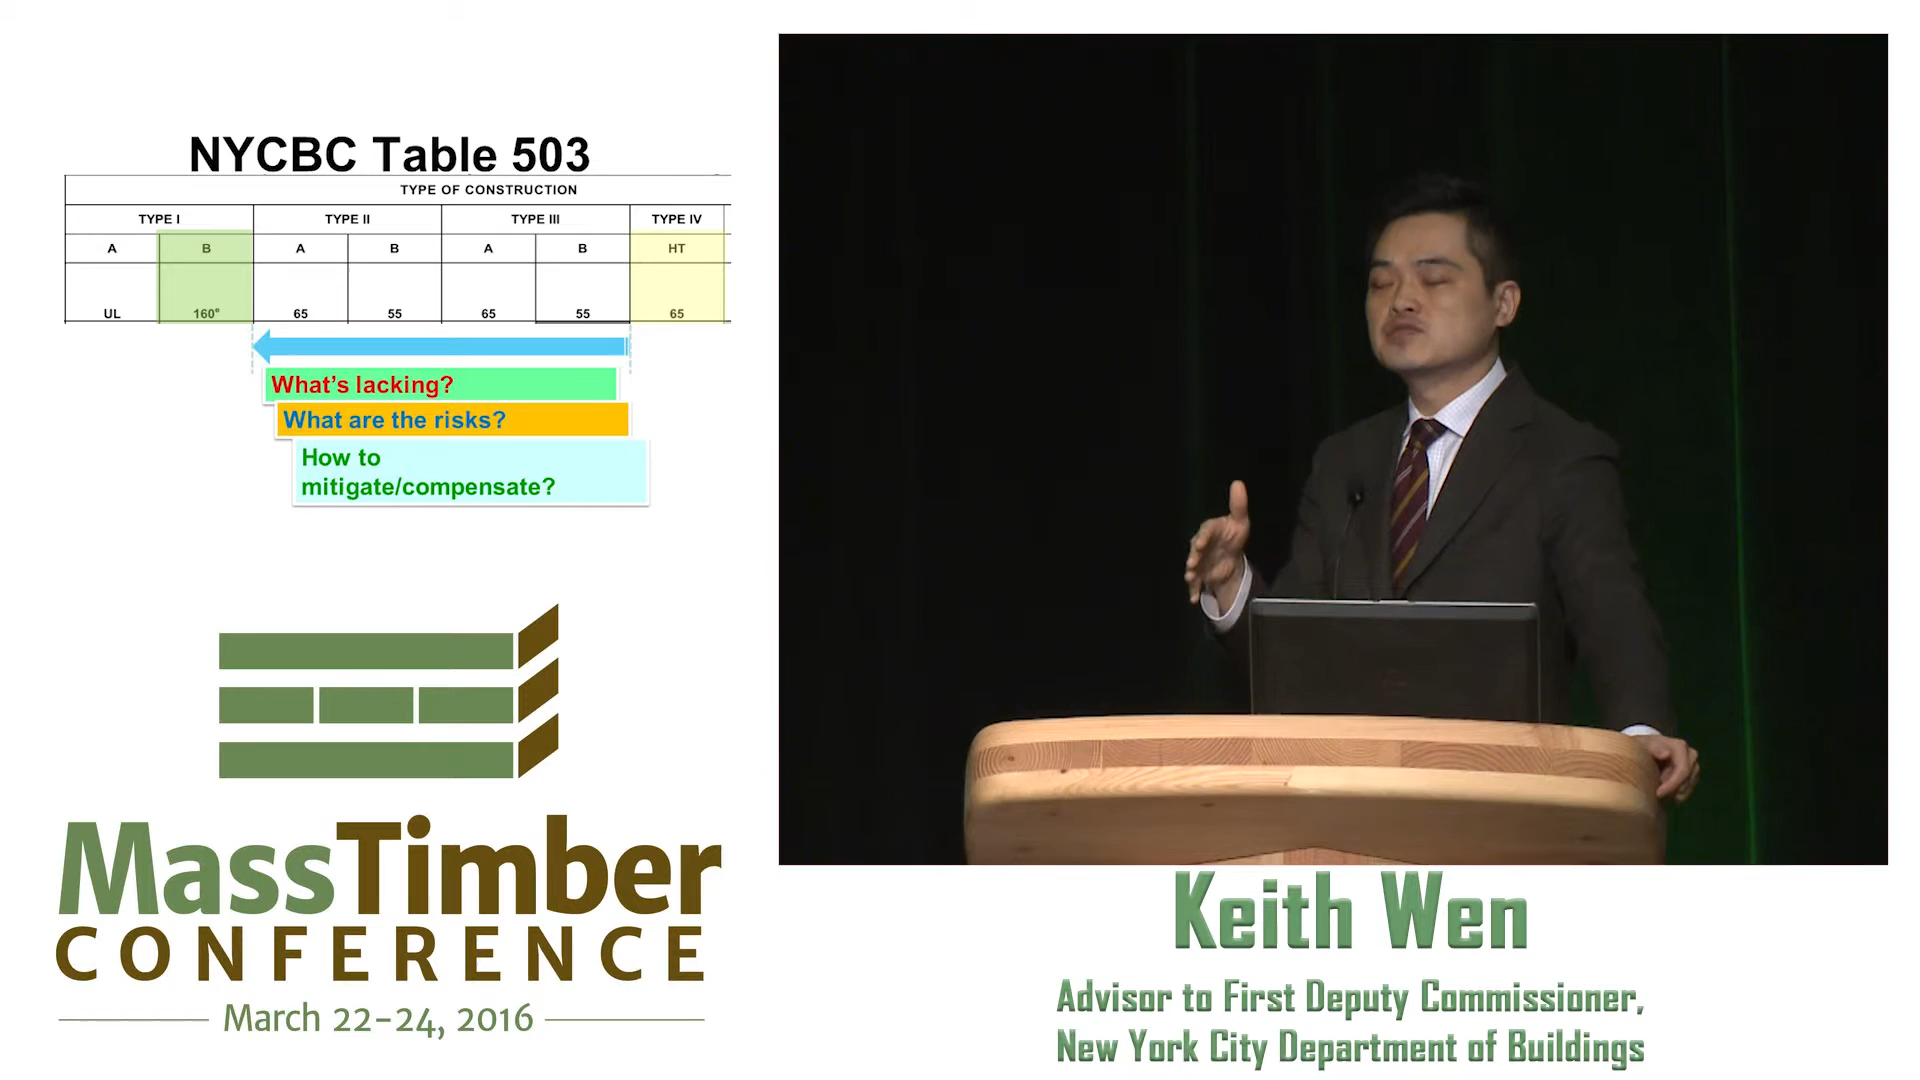 NYCBC Table 503
TYPE OF CONSTRUCTION
TYPE I TYPE II TYPE III TYPE IV
A B A B A B HT
UL 160e 65 55 65 55 65
What's lacking?
What are the risks?
How to
mitigate/compensate?
MassTimber
CONFERENCE
March 22-24, 2016
Keith Wen
Advisor to First Deputy Commissioner,
New York City Department of Buildings